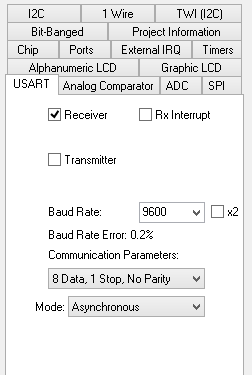 I2C 1 Wire TWI (I2C)
Bit-Banged Project Information
Chip Ports External IRQ Timers
Alphanumeric LCD Graphic LCD
USART Analog Comparator ADC SPI
Receiver Rx Interrupt
Transmitter
Baud Rate: 9600 x2
Baud Rate Error: 0.2%
Communication Parameters:
8 Data, 1 Stop, No Parity
Mode: Asynchronous